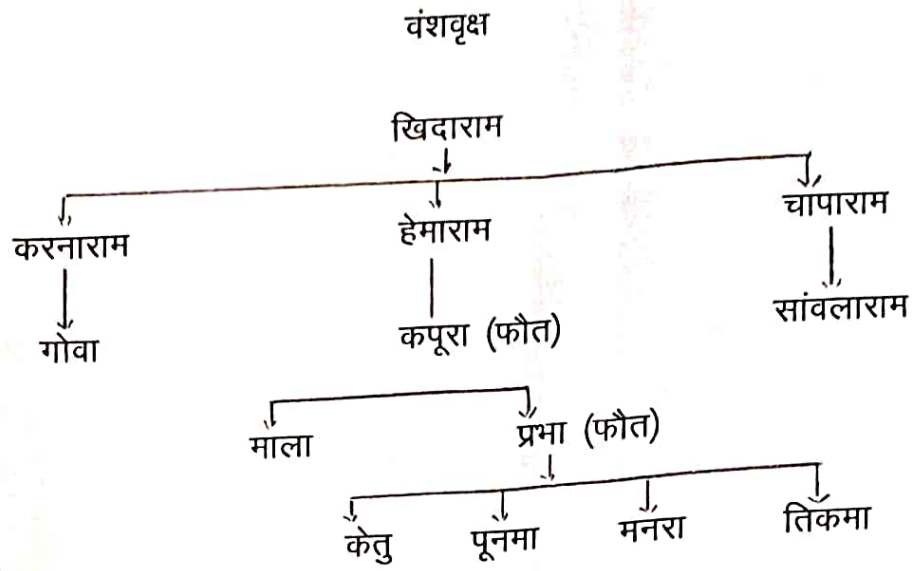 वंशवृक्ष
खिदाराम
करनाराम हेमाराम चांपाराम
गोवा कपूरा (फौत) सांवलाराम
माला प्रभा (फौत)
केतु पूनमा मनरा तिकमा